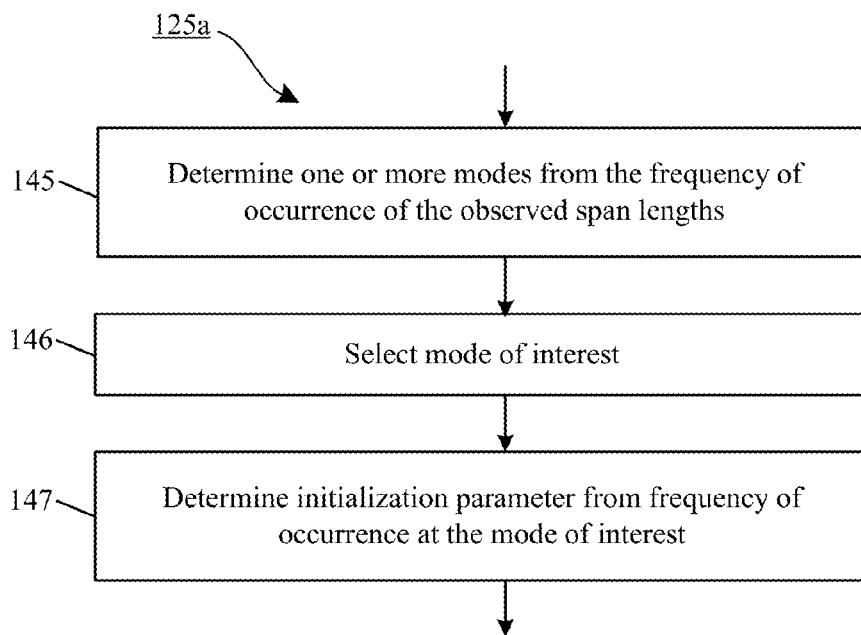 125a
145
Determine one or more modes from the frequency of
occurrence of the observed span lengths
146
Select mode of interest
147
Determine initialization parameter from frequency of
occurrence at the mode of interest